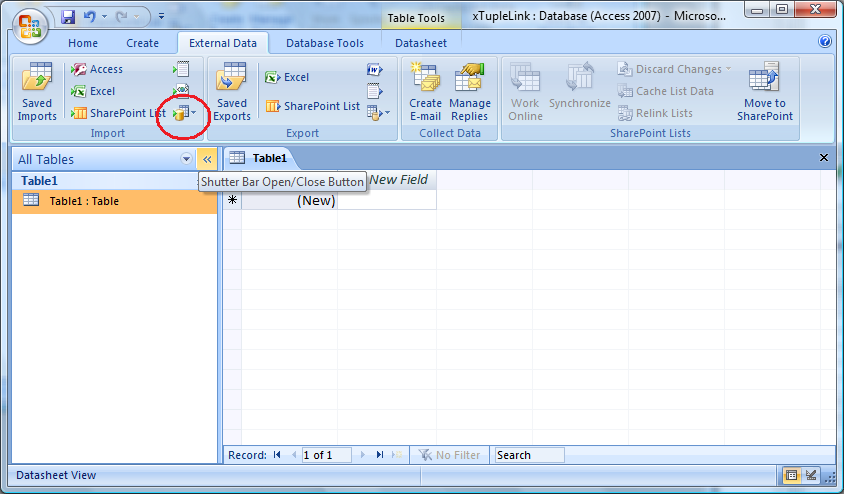 Table Tools
xTupleLink : Database (Access 2007) - Microso...
Home
Create
External Data
Database Tools
Datasheet
Saved Imports
Access
Excel
SharePoint List
Import
Saved Exports
Excel
SharePoint List
Export
Create E-mail
Manage Replies
Collect Data
Work Online
Synchronize
Discard Changes
Cache List Data
Relink Lists
Move to SharePoint
SharePoint Lists
All Tables
Table1
Table1 : Table
Table1
Shutter Bar Open/Close Button
New Field
(New)
Record:
1 of 1
No Filter
Search
Datasheet View